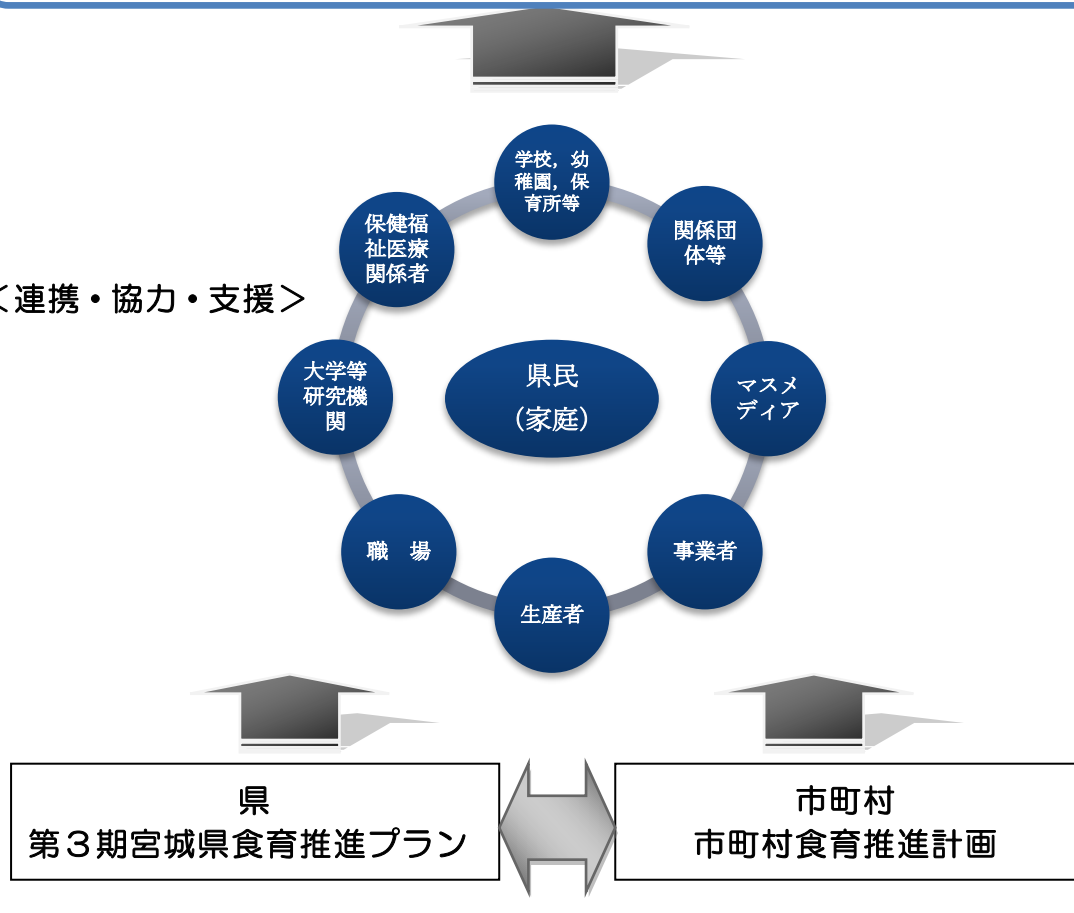 学校，幼
稚園，保
育所等
保健福
祉医療
関係者
関係団
体等
＜連携・協力・支援＞
大学等
研究機
関
県民
（家庭）
マスメ
ディア
職　場
事業者
生産者
県
第３期宮城県食育推進プラン
市町村
市町村食育推進計画